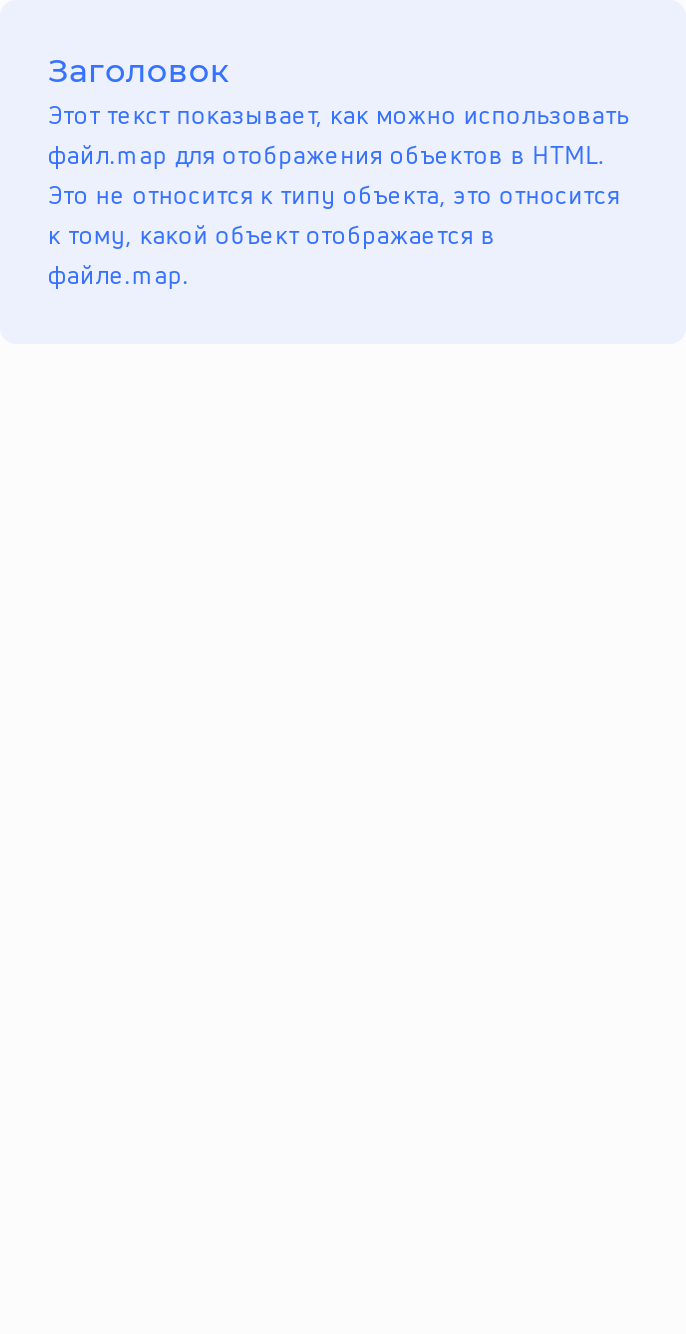 Заголовок
Этот текст показывает, как можно использовать
файл.map для отображения объектов в HTML.
Это не относится к типу объекта, это относится
к тому, какой объект отображается в
файле.map.